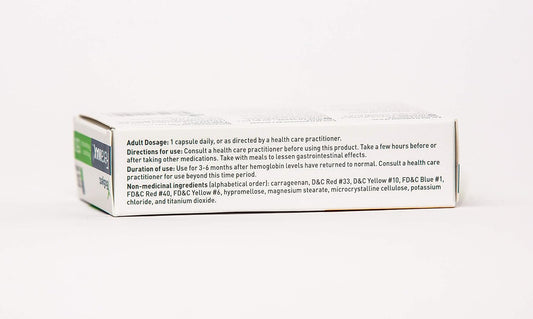 Adult Dosage: 1 capsule daily, or as directed by a health care practitioner.
Directions for use: Consult a health care practitioner before using this product. Take a few hours before or
after taking other medications. Take with meals to lessen gastrointestinal effects.
Duration of use: Use for 3-6 months after hemoglobin levels have returned to normal. Consult a health care
practitioner for use beyond this time period.
Non-medicinal ingredients (alphabetical order): carrageenan, D&C Red #33, D&C Yellow #10, FD&C Blue #1,
FD&C Red #40, FD&C Yellow #6, hypromellose, magnesium stearate, microcrystalline cellulose, potassium
chloride, and titanium dioxide.